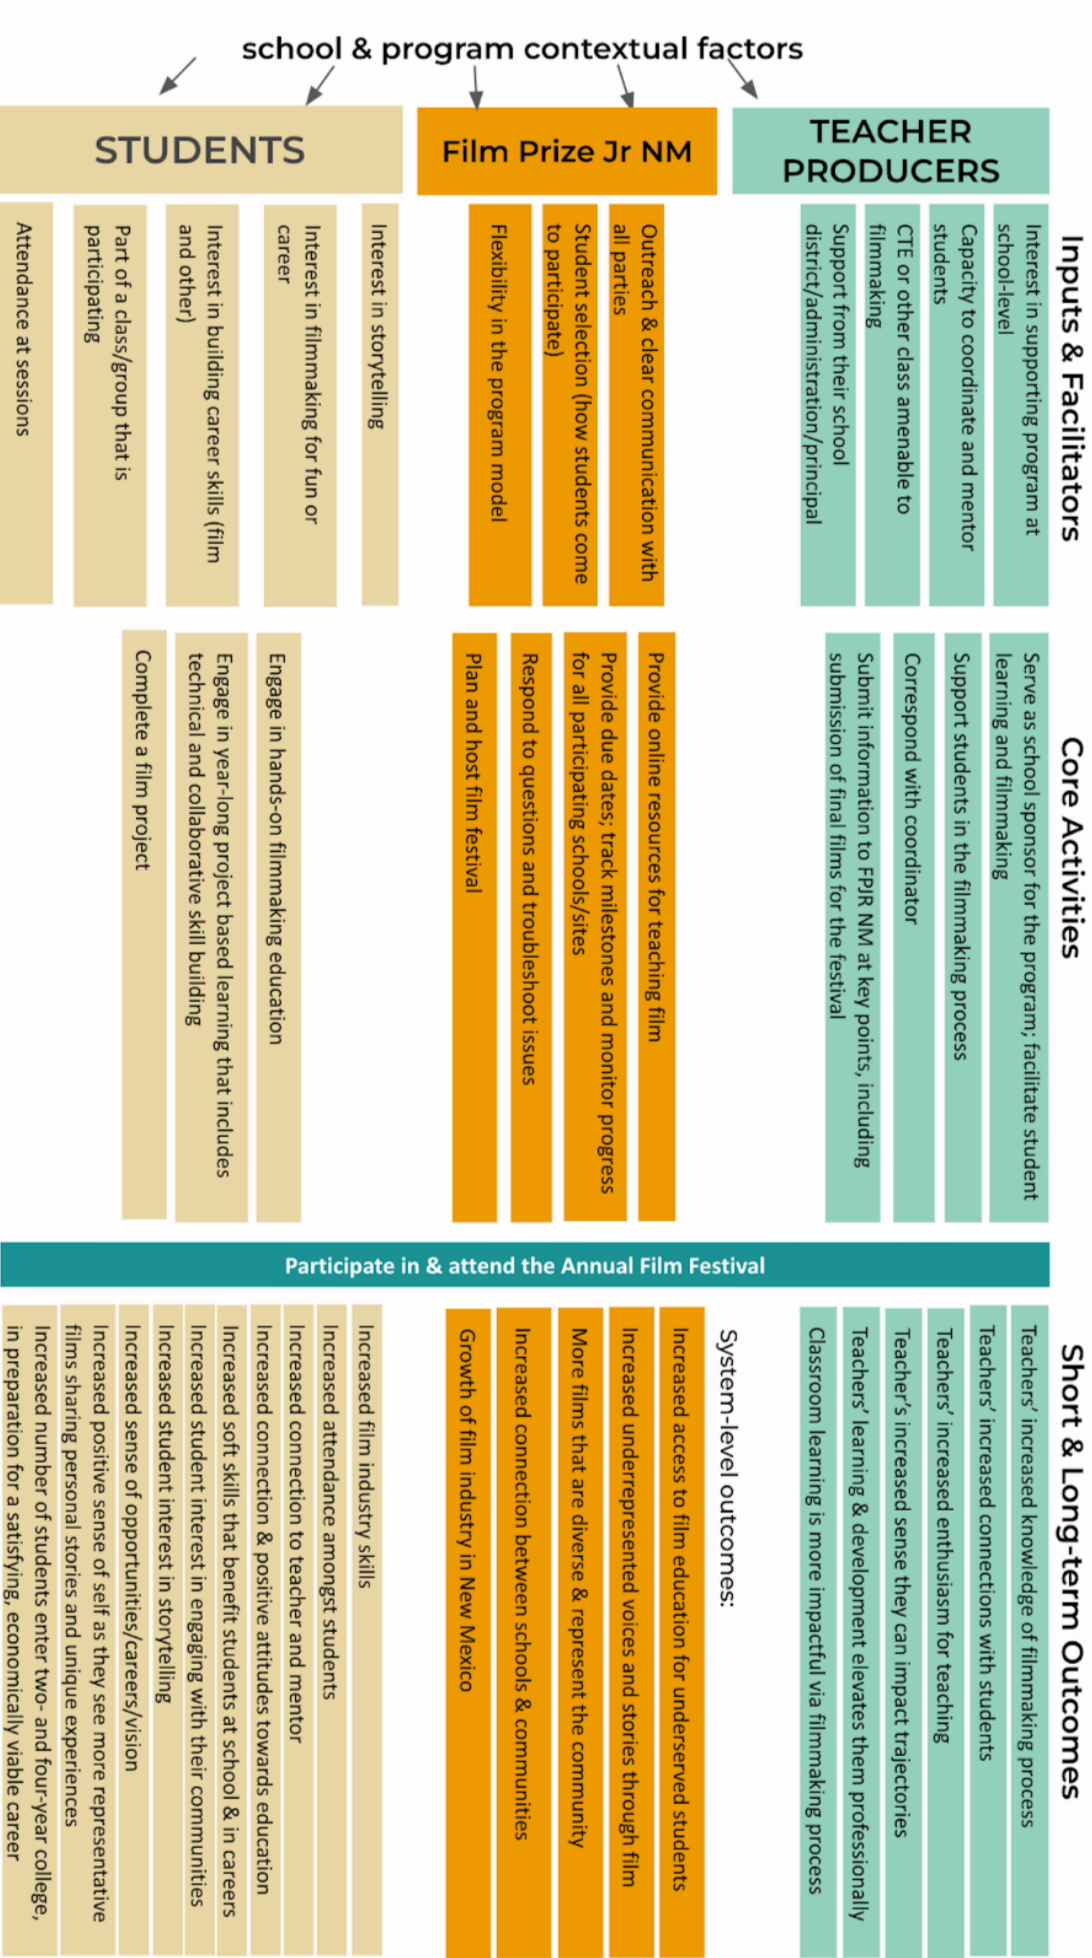 school & program contextual factors
STUDENTS
Film Prize Jr NM
TEACHER
PRODUCERS
Inputs & Facilitators
Interest in supporting program at
school-level
Capacity to coordinate and mentor
students
CTE or other class amenable to
filmmaking
Support from their school
district/administration/principal
Outreach & clear communication with
all parties
Student selection (how students come
to participate)
Flexibility in the program model
Interest in storytelling
Interest in filmmaking for fun or
career
Interest in building career skills (film
and other)
Part of a class/group that is
participating
Attendance at sessions
Core Activities
Serve as school sponsor for the program; facilitate student
learning and filmmaking
Support students in the filmmaking process
Correspond with coordinator
Submit information to FPJR NM at key points, including
submission of final films for the festival
Provide online resources for teaching film
Provide due dates; track milestones and monitor progress
for all participating schools/sites
Respond to questions and troubleshoot issues
Plan and host film festival
Engage in hands-on filmmaking education
Engage in year-long project based learning that includes
technical and collaborative skill building
Complete a film project
Participate in & attend the Annual Film Festival
Short & Long-term Outcomes
Teachers' increased knowledge of filmmaking process
Teachers' increased connections with students
Teachers' increased enthusiasm for teaching
Teacher's increased sense they can impact trajectories
Teachers' learning & development elevates them professionally
Classroom learning is more impactful via filmmaking process
System-level outcomes:
Increased access to film education for underserved students
Increased underrepresented voices and stories through film
More films that are diverse & represent the community
Increased connection between schools & communities
Growth of film industry in New Mexico
Increased film industry skills
Increased attendance amongst students
Increased connection to teacher and mentor
Increased connection & positive attitudes towards education
Increased soft skills that benefit students at school & in careers
Increased student interest in engaging with their communities
Increased student interest in storytelling
Increased sense of opportunities/careers/vision
Increased positive sense of self as they see more representative
films sharing personal stories and unique experiences
Increased number of students enter two- and four-year college,
in preparation for a satisfying, economically viable career